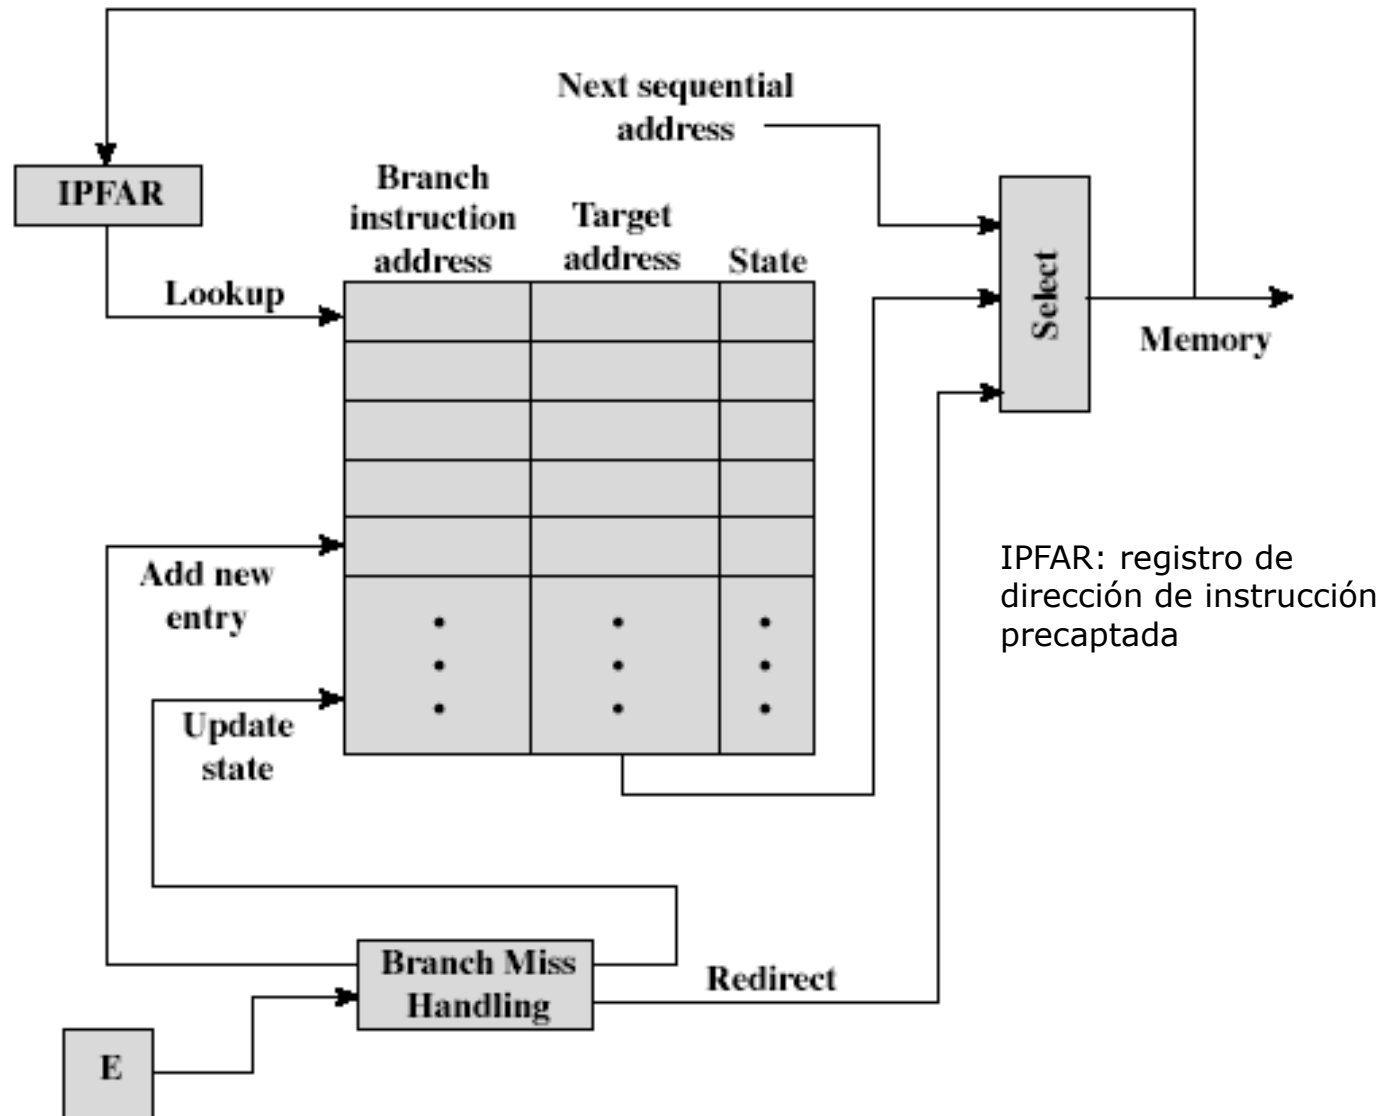 Next sequential
address
IPFAR
Branch
instruction
address
Target
address
State
Lookup
Select
Memory
Add new
entry
IPFAR: registro de
dirección de instrucción
precaptada
Update
state
Branch Miss
Handling
Redirect
E